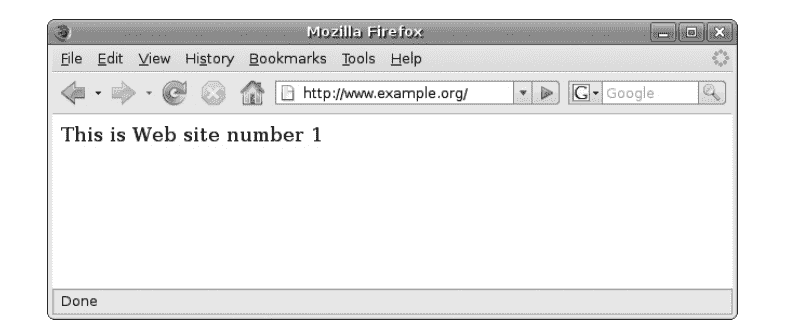 Mozilla Firefox
File Edit View History Bookmarks Tools Help
http://www.example.org/ G Google
This is Web site number 1
Done